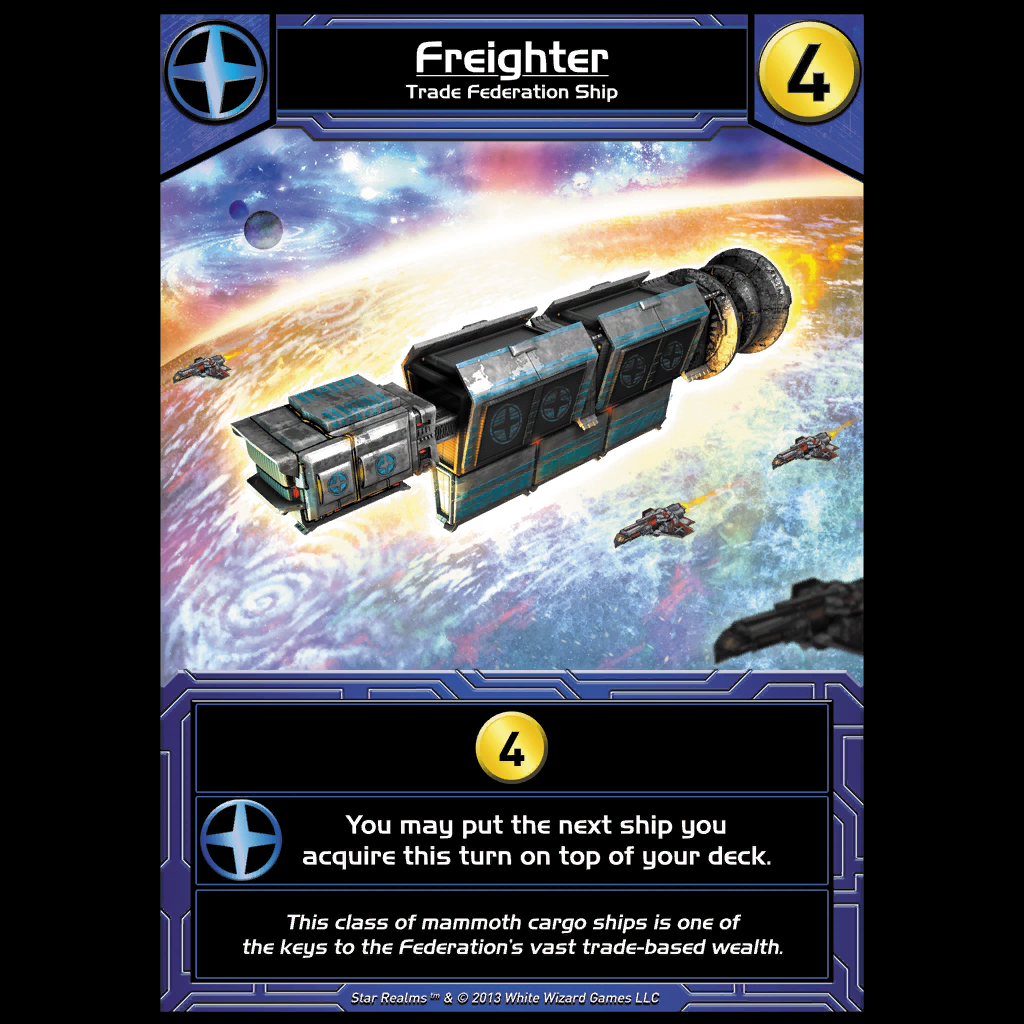 Freighter
Trade Federation Ship
4
4
You may put the next ship you
acquire this turn on top of your deck.
This class of mammoth cargo ships is one of
the keys to the Federation's vast trade-based wealth.
Star Realms™ & © 2013 White Wizard Games LLC